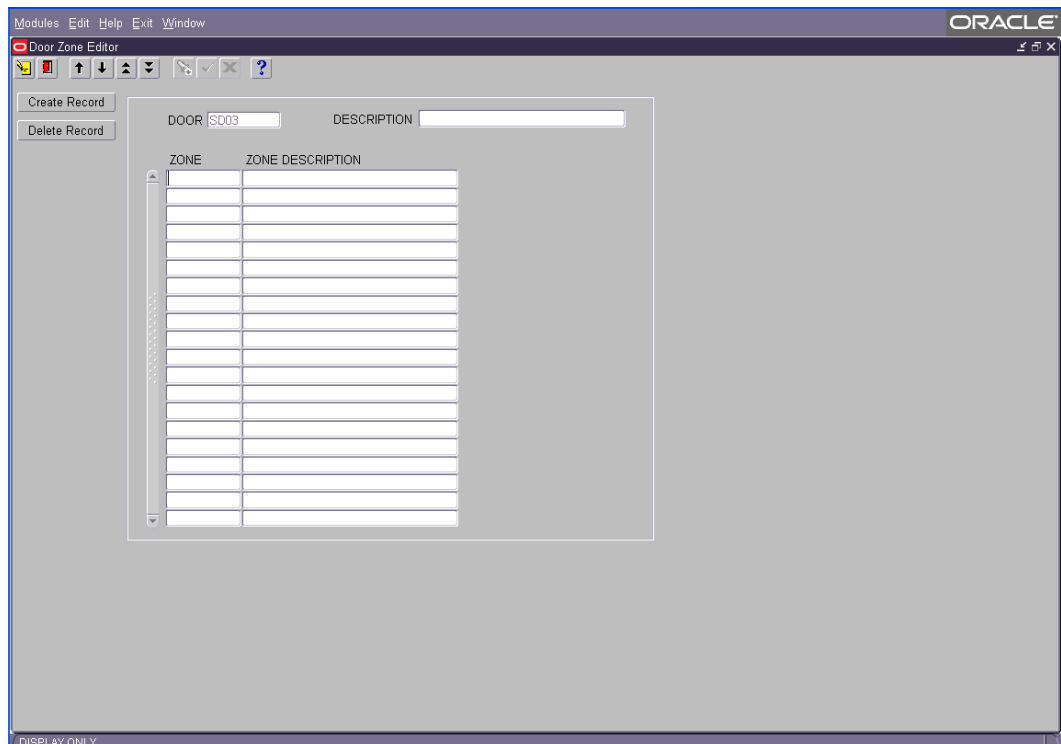 Modules Edit Help Exit Window
ORACLE
Door Zone Editor
?
Create Record
Delete Record
DOOR SD03 DESCRIPTION
ZONE ZONE DESCRIPTION
DISPLAY ONLY